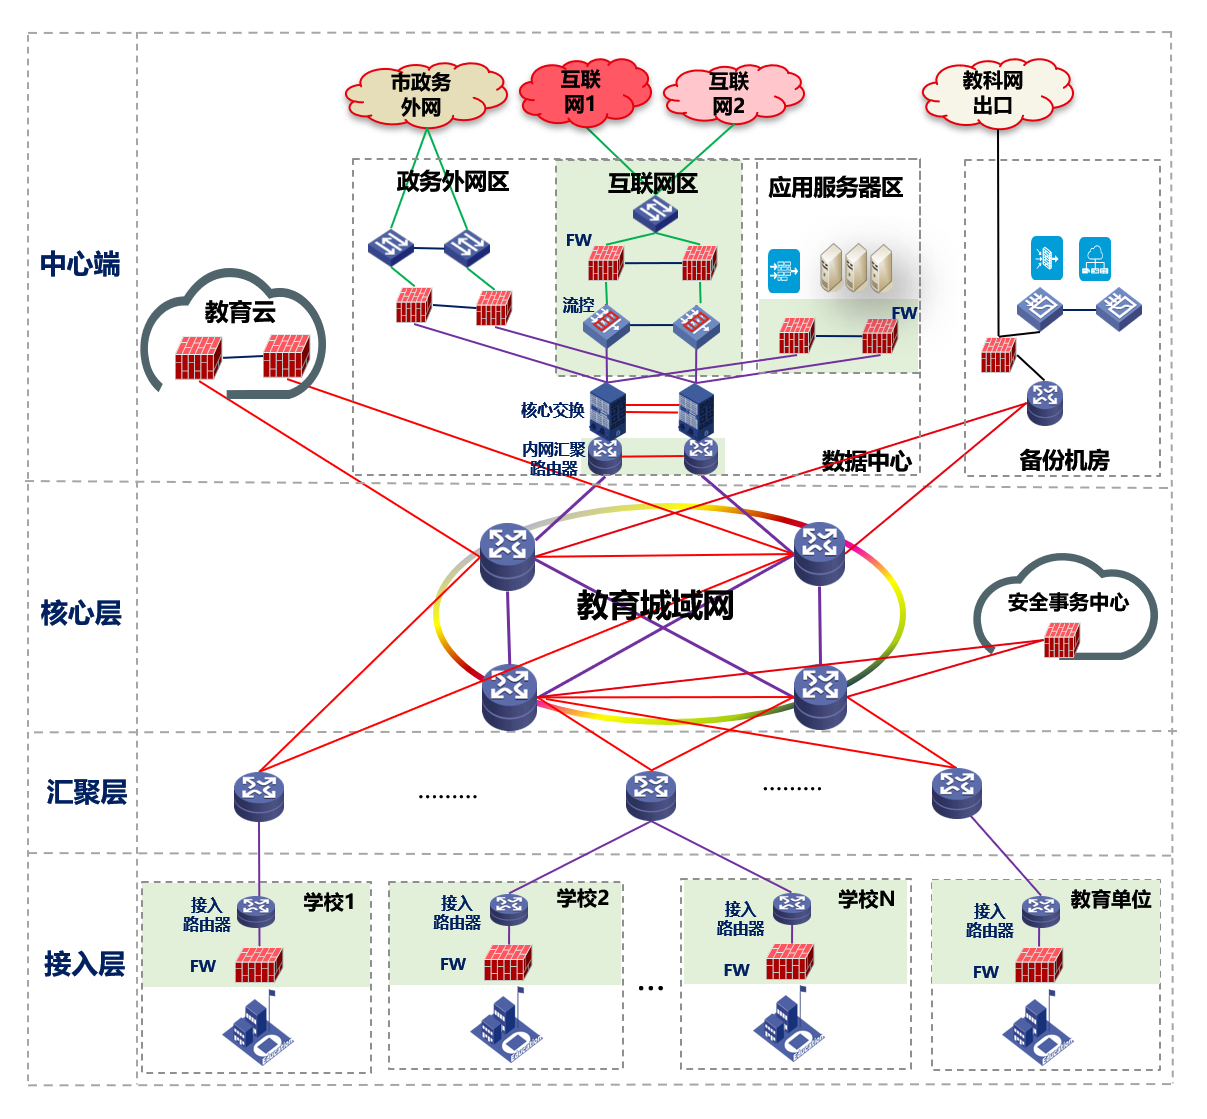 市政务
外网
互联
网1
互联
网2
教科网
出口
政务外网区
互联网区
应用服务器区
中心端
FW
教育云
流控
FW
核心交换
内网汇聚
路由器
数据中心
备份机房
核心层
教育城域网
安全事务中心
汇聚层
.........
.........
接入层
接入
路由器
学校1
FW
Education
接入
路由器
学校2
FW
Education
...
接入
路由器
学校N
FW
Education
接入
路由器
教育单位
FW
Education